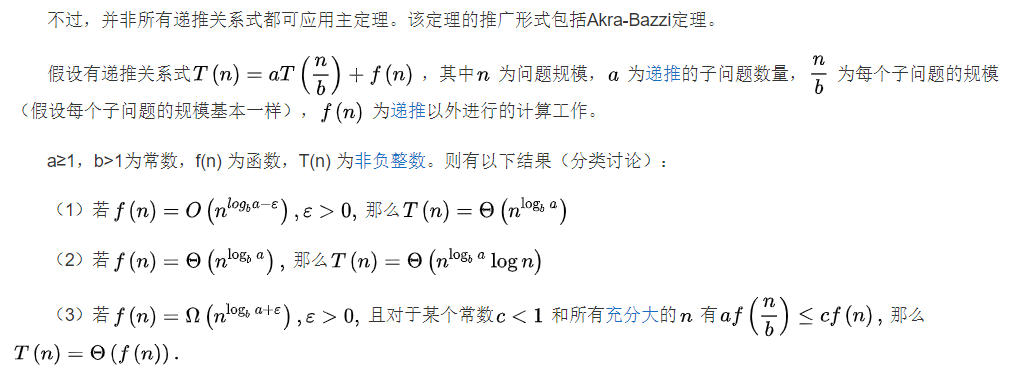 不过，并非所有递推关系式都可应用主定理。该定理的推广形式包括Akra-Bazzi定理。
假设有递推关系式 $T(n)=aT\left(\frac{n}{b}\right)+f(n)$ ，其中 $n$ 为问题规模， $a$ 为递推的子问题数量， $\frac{n}{b}$ 为每个子问题的规模
（假设每个子问题的规模基本一样）， $f(n)$ 为递推以外进行的计算工作。
a≥1，b>1为常数，f(n) 为函数，T(n) 为非负整数。则有以下结果（分类讨论）：
（1）若 $f(n)=O\left(n^{log_b a-\varepsilon}\right),\varepsilon>0,$ 那么 $T(n)=\Theta\left(n^{\log_b a}\right)$
（2）若 $f(n)=\Theta\left(n^{\log_b a}\right),$ 那么 $T(n)=\Theta\left(n^{\log_b a}\log n\right)$
（3）若 $f(n)=\Omega\left(n^{\log_b a+\varepsilon}\right),\varepsilon>0,$ 且对于某个常数 $c<1$ 和所有充分大的 $n$ 有 $af\left(\frac{n}{b}\right)\leq cf(n),$ 那么
$T(n)=\Theta(f(n)).$